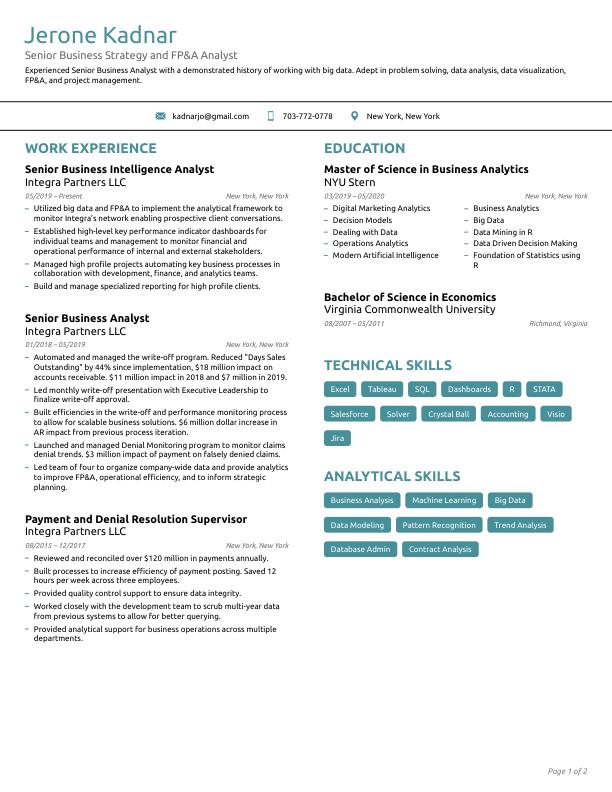 Jerone Kadnar
Senior Business Strategy and FP&A Analyst
Experienced Senior Business Analyst with a demonstrated history of working with big data. Adept in problem solving, data analysis, data visualization,
FP&A, and project management.
kadnarjo@gmail.com 703-772-0778 New York, New York
WORK EXPERIENCE
Senior Business Intelligence Analyst
Integra Partners LLC
05/2019 – Present New York, New York
– Utilized big data and FP&A to implement the analytical framework to
monitor Integra's network enabling prospective client conversations.
– Established high-level key performance indicator dashboards for
individual teams and management to monitor financial and
operational performance of internal and external stakeholders.
– Managed high profile projects automating key business processes in
collaboration with development, finance, and analytics teams.
– Build and manage specialized reporting for high profile clients.
Senior Business Analyst
Integra Partners LLC
01/2018 – 05/2019 New York, New York
– Automated and managed the write-off program. Reduced "Days Sales
Outstanding" by 44% since implementation, $18 million impact on
accounts receivable. $11 million impact in 2018 and $7 million in 2019.
– Led monthly write-off presentation with Executive Leadership to
finalize write-off approval.
– Built efficiencies in the write-off and performance monitoring process
to allow for scalable business solutions. $6 million dollar increase in
AR impact from previous process iteration.
– Launched and managed Denial Monitoring program to monitor claims
denial trends. $3 million impact of payment on falsely denied claims.
– Led team of four to organize company-wide data and provide analytics
to improve FP&A, operational efficiency, and to inform strategic
planning.
Payment and Denial Resolution Supervisor
Integra Partners LLC
08/2015 – 12/2017 New York, New York
– Reviewed and reconciled over $120 million in payments annually.
– Built processes to increase efficiency of payment posting. Saved 12
hours per week across three employees.
– Provided quality control support to ensure data integrity.
– Worked closely with the development team to scrub multi-year data
from previous systems to allow for better querying.
– Provided analytical support for business operations across multiple
departments.
EDUCATION
Master of Science in Business Analytics
NYU Stern
03/2019 – 05/2020 New York, New York
– Digital Marketing Analytics
– Decision Models
– Dealing with Data
– Operations Analytics
– Modern Artificial Intelligence
– Business Analytics
– Big Data
– Data Mining in R
– Data Driven Decision Making
– Foundation of Statistics using
R
Bachelor of Science in Economics
Virginia Commonwealth University
08/2007 – 05/2011 Richmond, Virginia
TECHNICAL SKILLS
Excel Tableau SQL Dashboards R STATA
Salesforce Solver Crystal Ball Accounting Visio
Jira
ANALYTICAL SKILLS
Business Analysis Machine Learning Big Data
Data Modeling Pattern Recognition Trend Analysis
Database Admin Contract Analysis
Page 1 of 2